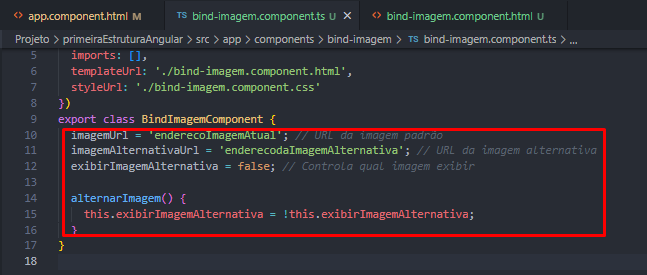 app.component.html M
TS bind-imagem.component.ts U
bind-imagem.component.html U
Projeto > primeiraEstruturaAngular > src > app > components > bind-imagem > TS bind-imagem.component.ts > ...
5 imports: [],
6 templateUrl: './bind-imagem.component.html',
7 styleUrl: './bind-imagem.component.css'
8 })
9 export class BindImagemComponent {
10 imagemUrl = 'enderecoImagemAtual'; // URL da imagem padrão
11 imagemAlternativaUrl = 'enderecodaImagemAlternativa'; // URL da imagem alternativa
12 exibirImagemAlternativa = false; // Controla qual imagem exibir
13
14 alternarImagem() {
15 this.exibirImagemAlternativa = !this.exibirImagemAlternativa;
16 }
17 }
18